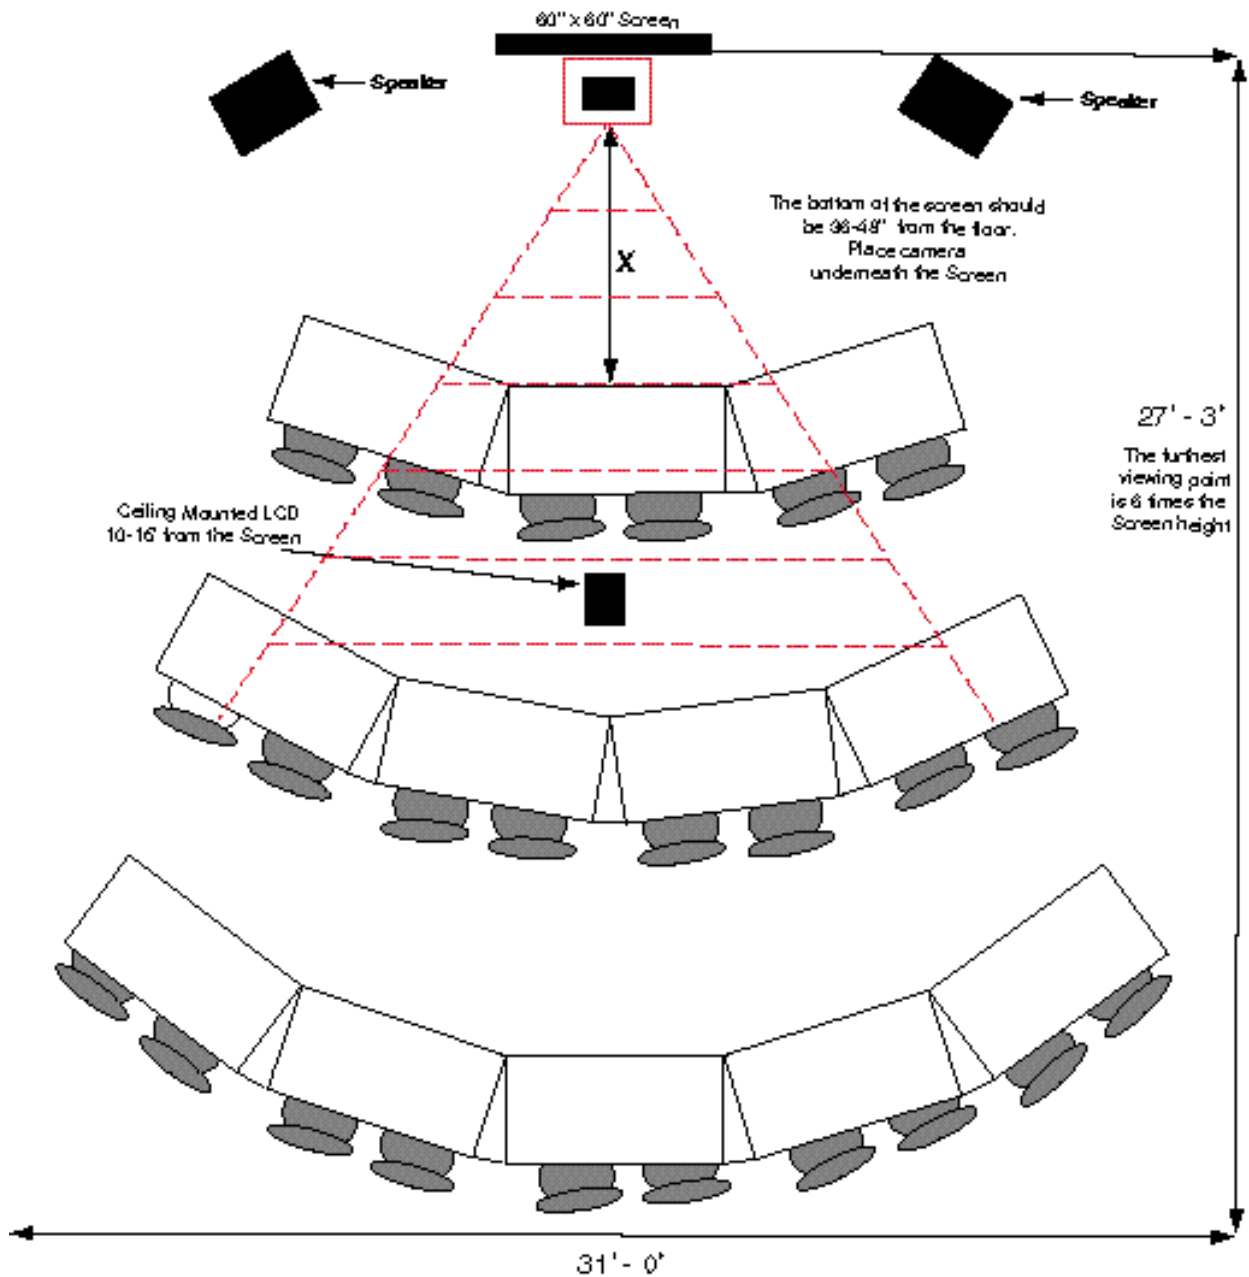 60" x 60" Screen
Speaker
Speaker
The bottom of the screen should
be 36-48" from the floor.
Place camera
underneath the Screen
X
27' - 3"
The furthest
viewing point
is 6 times the
Screen height
Ceiling Mounted LCD
10-16' from the Screen
31' - 0"